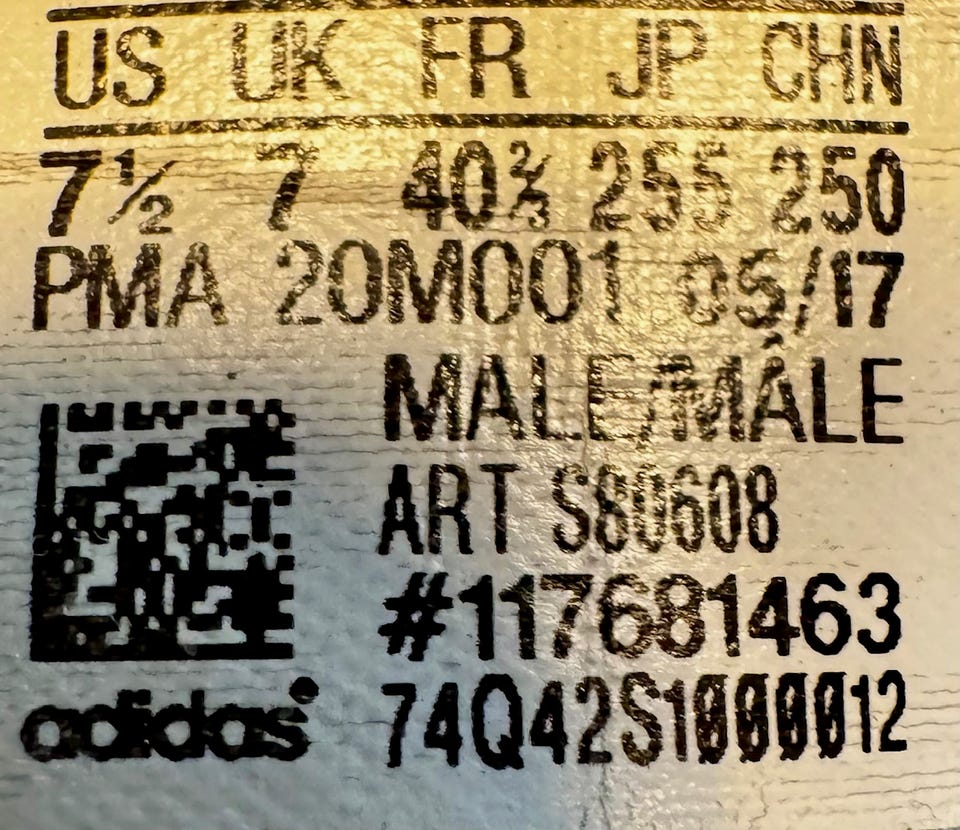 US UK FR JP CHN
7½ 7 40⅔ 255 250
PMA 20M001 05/17
MALE/MÂLE
ART S80608
#117681463
adidas® 74Q42S1000012